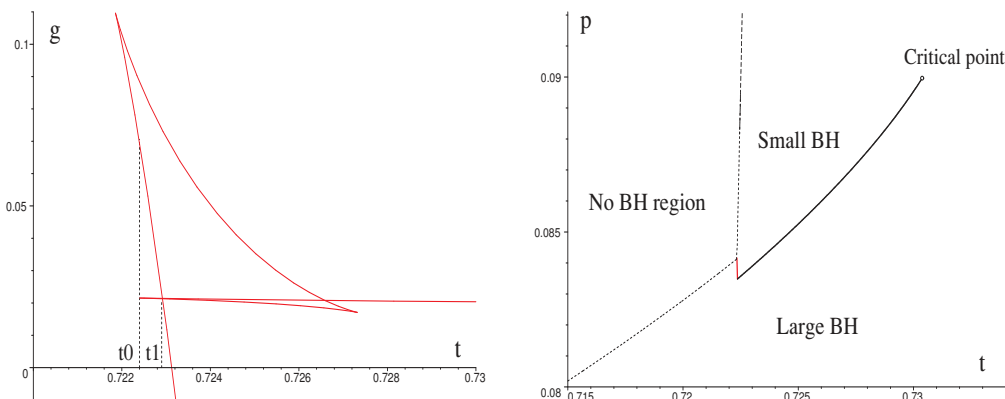 g
0.1
0.05
0
t0
t1
t
0.722
0.724
0.726
0.728
0.73
p
Critical point
0.09
Small BH
No BH region
0.085
Large BH
t
0.08
0.715
0.72
0.725
0.73